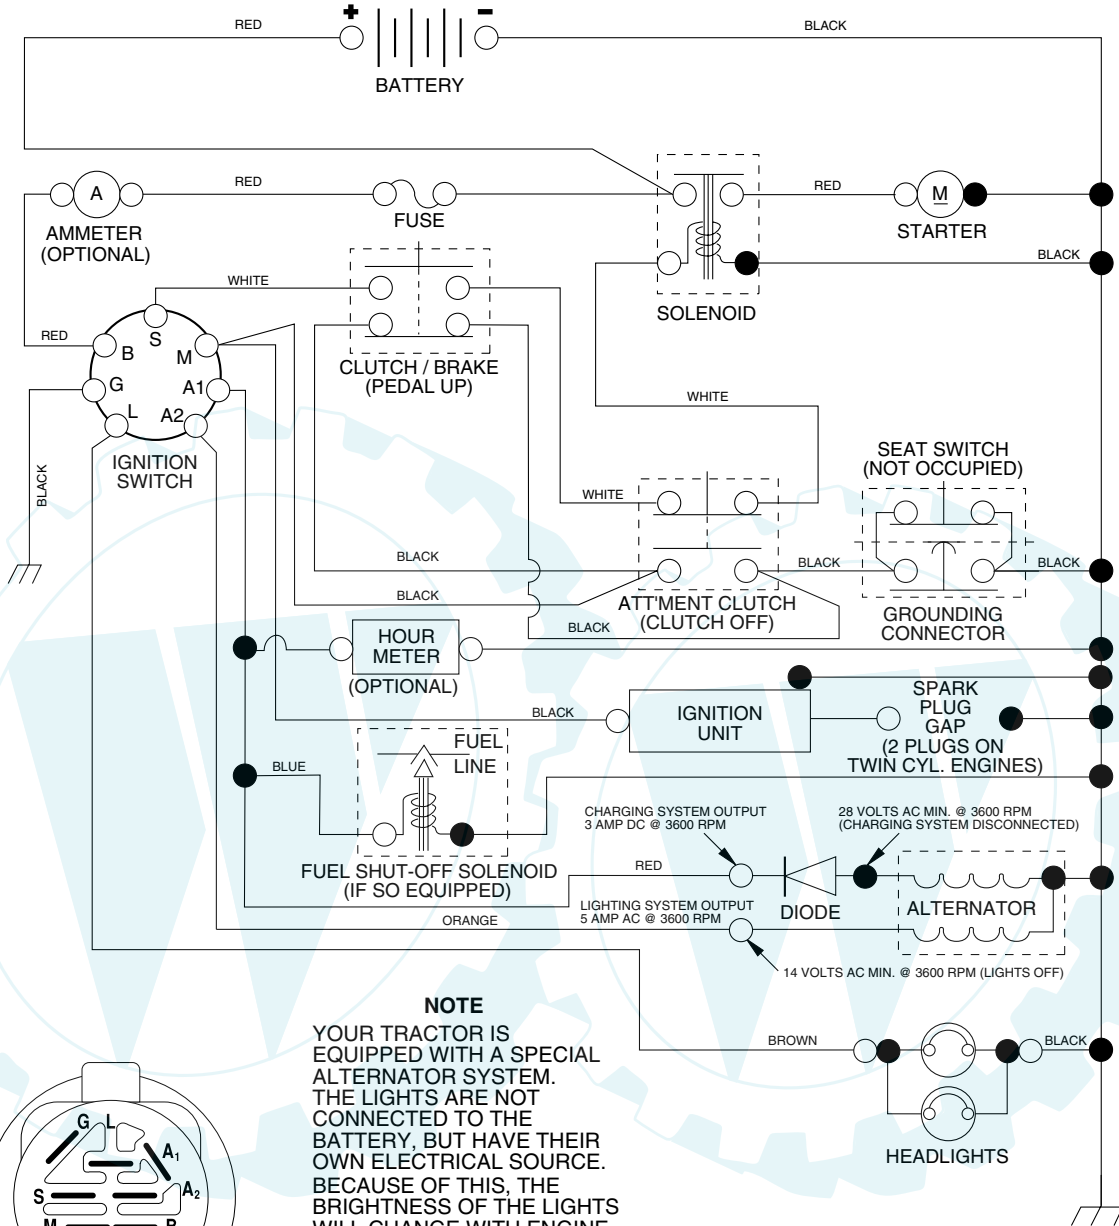 + -
RED
BLACK
BATTERY
A
RED
RED
M
FUSE
AMMETER
(OPTIONAL)
STARTER
BLACK
WHITE
SOLENOID
RED
S
B
M
CLUTCH / BRAKE
(PEDAL UP)
G
A1
L
A2
WHITE
IGNITION
SWITCH
BLACK
SEAT SWITCH
(NOT OCCUPIED)
WHITE
BLACK
BLACK
BLACK
BLACK
ATT'MENT CLUTCH
(CLUTCH OFF)
GROUNDING
CONNECTOR
BLACK
HOUR
METER
(OPTIONAL)
BLACK
IGNITION
UNIT
SPARK
PLUG
GAP
(2 PLUGS ON
TWIN CYL. ENGINES)
FUEL
LINE
BLUE
CHARGING SYSTEM OUTPUT
3 AMP DC @ 3600 RPM
28 VOLTS AC MIN. @ 3600 RPM
(CHARGING SYSTEM DISCONNECTED)
FUEL SHUT-OFF SOLENOID
(IF SO EQUIPPED)
RED
DIODE
ALTERNATOR
LIGHTING SYSTEM OUTPUT
5 AMP AC @ 3600 RPM
ORANGE
14 VOLTS AC MIN. @ 3600 RPM (LIGHTS OFF)
BROWN
BLACK
HEADLIGHTS
NOTE
YOUR TRACTOR IS
EQUIPPED WITH A SPECIAL
ALTERNATOR SYSTEM.
THE LIGHTS ARE NOT
CONNECTED TO THE
BATTERY, BUT HAVE THEIR
OWN ELECTRICAL SOURCE.
BECAUSE OF THIS, THE
BRIGHTNESS OF THE LIGHTS
WILL CHANGE WITH ENGINE
G L
A1
A2
S
M